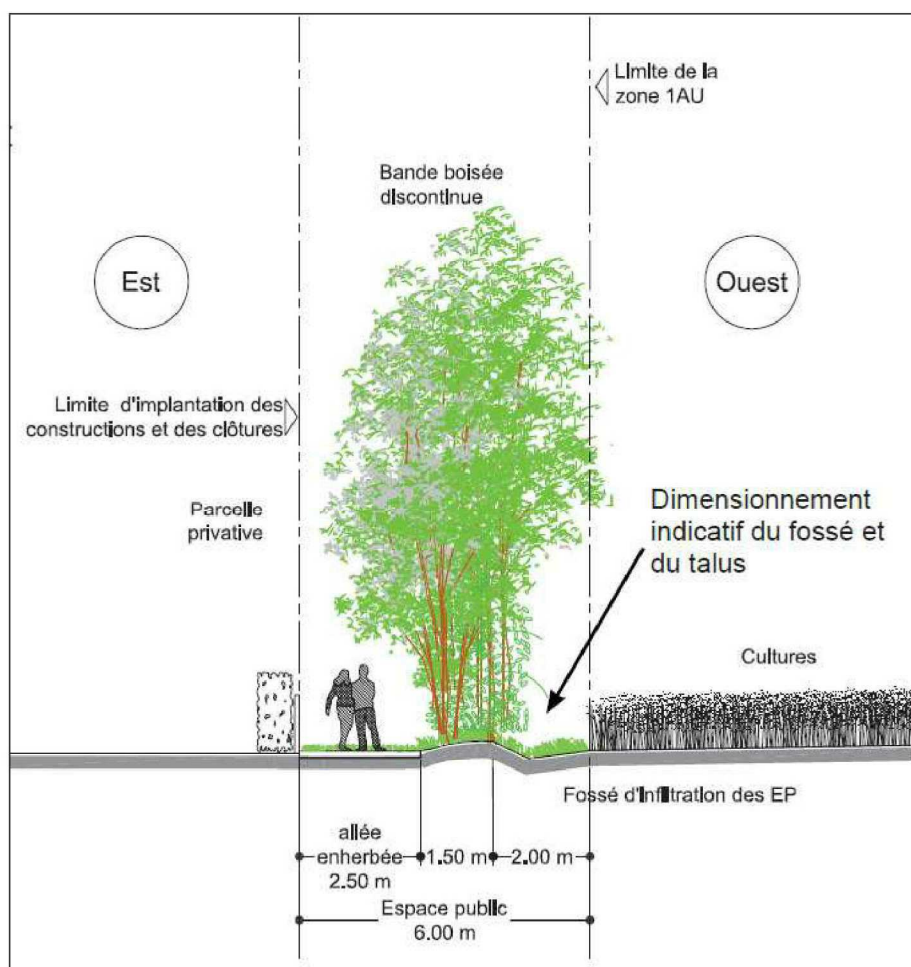 Limite de la
zone 1AU
Bande boisée
discontinue
Est
Ouest
Limite d'implantation des
constructions et des clôtures
Parcelle
privative
Dimensionnement
indicatif du fossé et
du talus
Cultures
Fossé d'infiltration des EP
allée
enherbée
2.50 m
1.50 m
2.00 m
Espace public
6.00 m